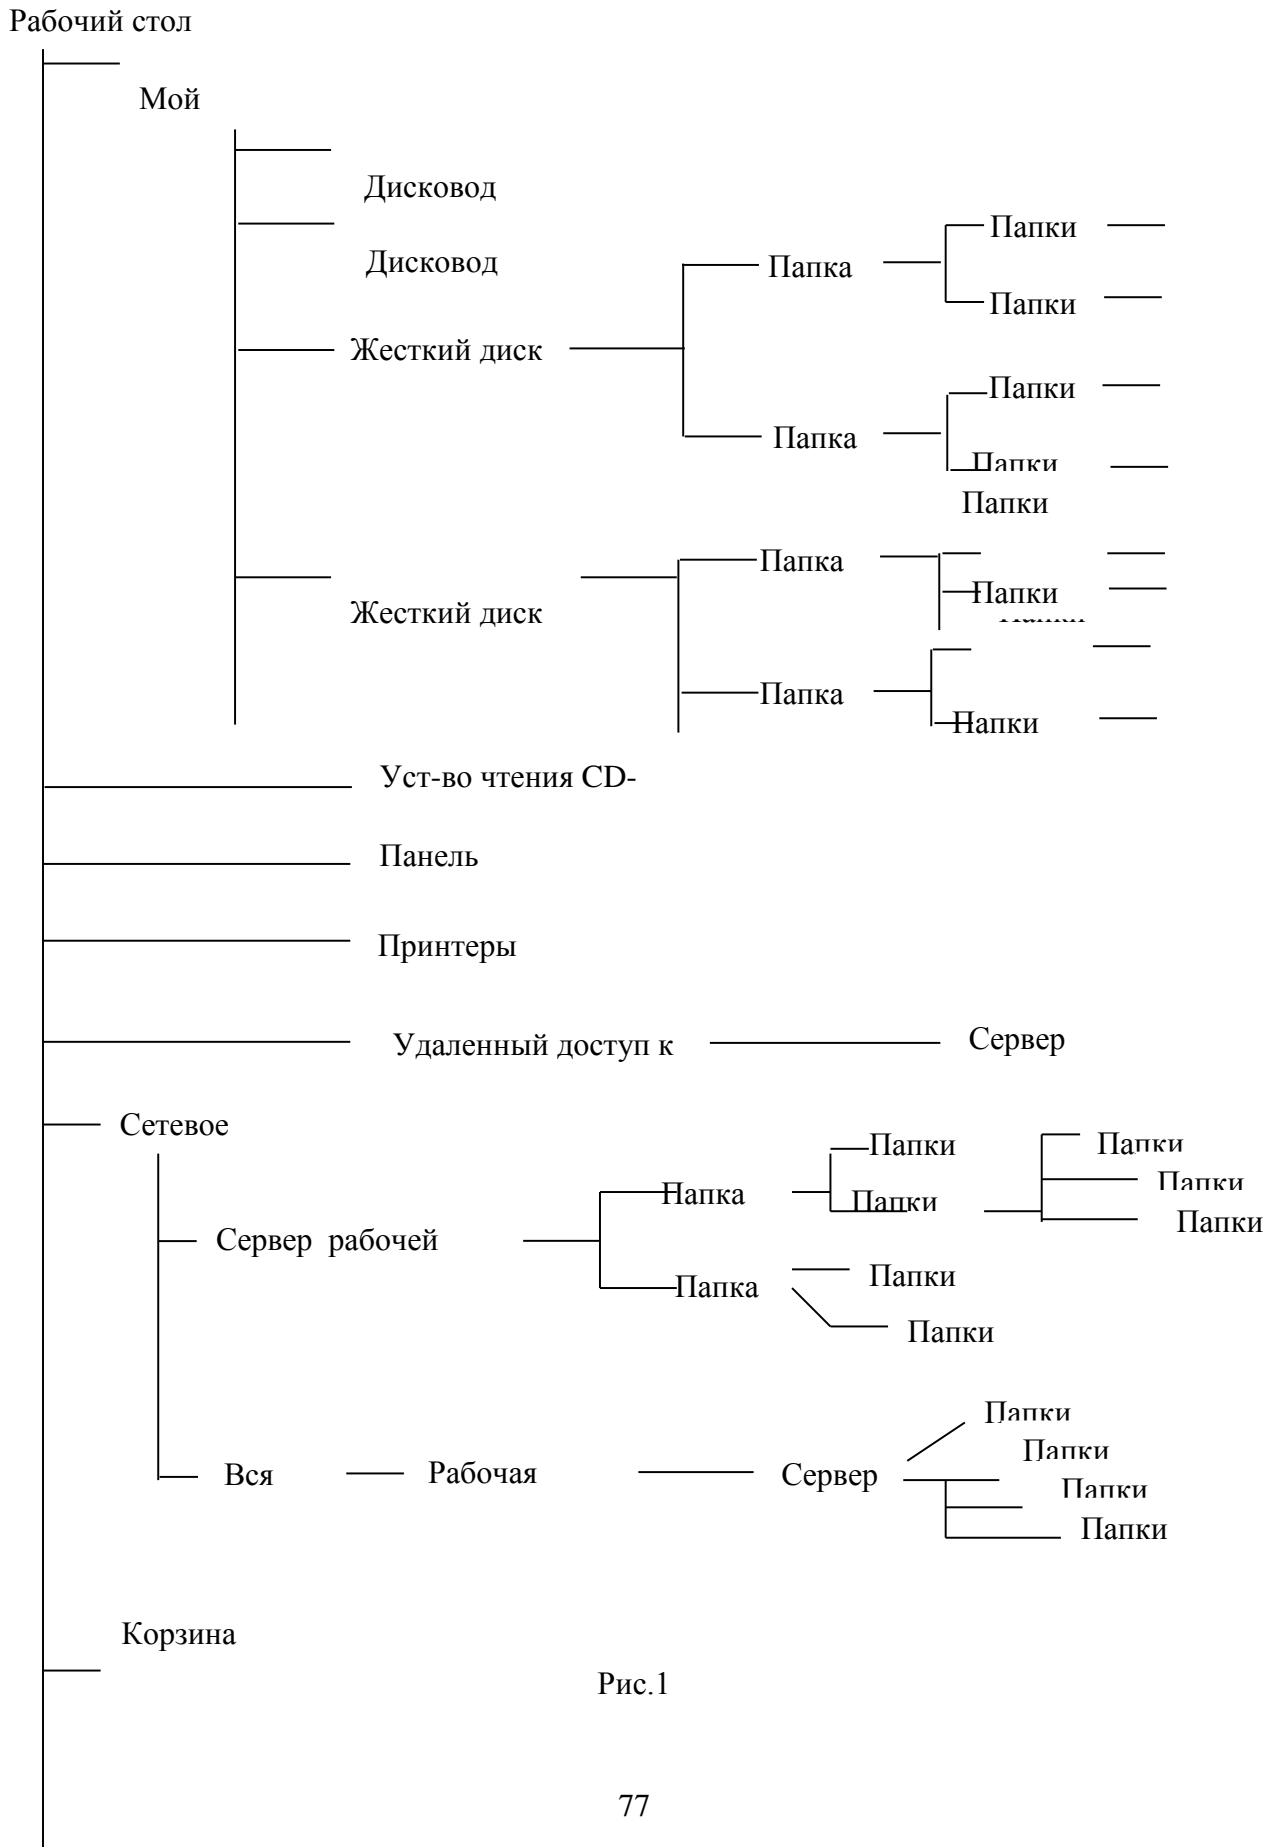 Рабочий стол
Мой
Дисковод
Дисковод
Папка
Папки
Папки
Жесткий диск
Папка
Папки
Папки
Папки
Папка
Папки
Жесткий диск
Папка
Папки
Уст-во чтения CD-
Панель
Принтеры
Удаленный доступ к
Сервер
Сетевое
Папки
Папки
Папка
Папки
Папки
Папки
Сервер рабочей
Папка
Папки
Папки
Папки
Папки
Вся
Рабочая
Сервер
Папки
Папки
Корзина
Рис.1
77